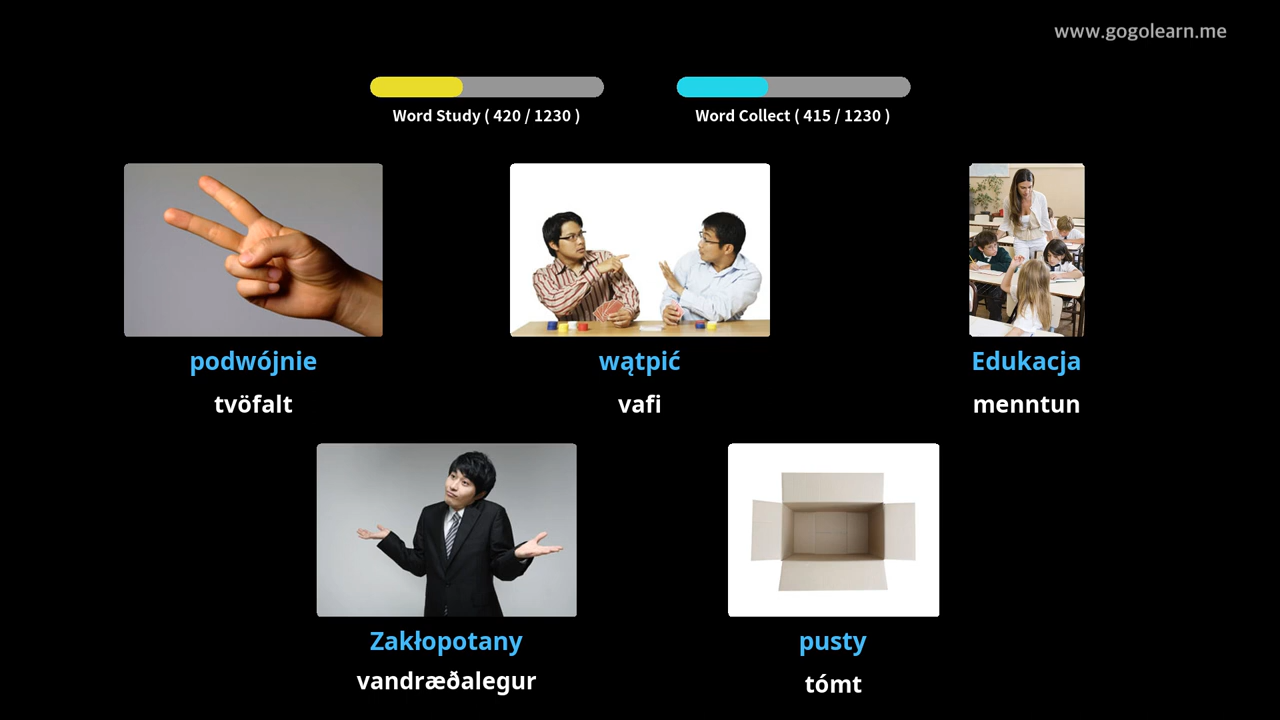 www.gogolearn.me
Word Study ( 420 / 1230 )
Word Collect ( 415 / 1230 )
podwójnie
wątpić
Edukacja
tvöfalt
vafi
menntun
Zakłopotany
pusty
vandræðalegur
tómt